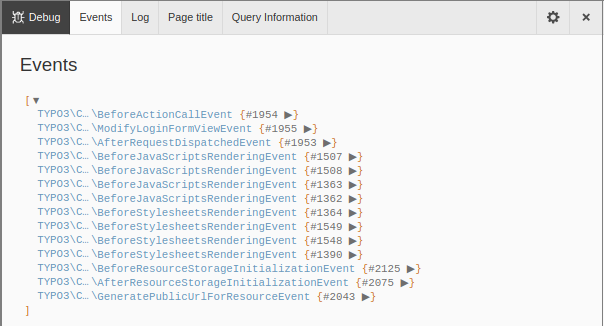 Debug Events Log Page title Query Information
Events
[ ▼
TYPO3\C…\BeforeActionCallEvent {#1954 ▶}
TYPO3\C…\ModifyLoginFormViewEvent {#1955 ▶}
TYPO3\C…\AfterRequestDispatchedEvent {#1953 ▶}
TYPO3\C…\BeforeJavaScriptsRenderingEvent {#1507 ▶}
TYPO3\C…\BeforeJavaScriptsRenderingEvent {#1508 ▶}
TYPO3\C…\BeforeJavaScriptsRenderingEvent {#1363 ▶}
TYPO3\C…\BeforeJavaScriptsRenderingEvent {#1362 ▶}
TYPO3\C…\BeforeStylesheetsRenderingEvent {#1364 ▶}
TYPO3\C…\BeforeStylesheetsRenderingEvent {#1549 ▶}
TYPO3\C…\BeforeStylesheetsRenderingEvent {#1548 ▶}
TYPO3\C…\BeforeStylesheetsRenderingEvent {#1390 ▶}
TYPO3\C…\BeforeResourceStorageInitializationEvent {#2125 ▶}
TYPO3\C…\AfterResourceStorageInitializationEvent {#2075 ▶}
TYPO3\C…\GeneratePublicUrlForResourceEvent {#2043 ▶}
]